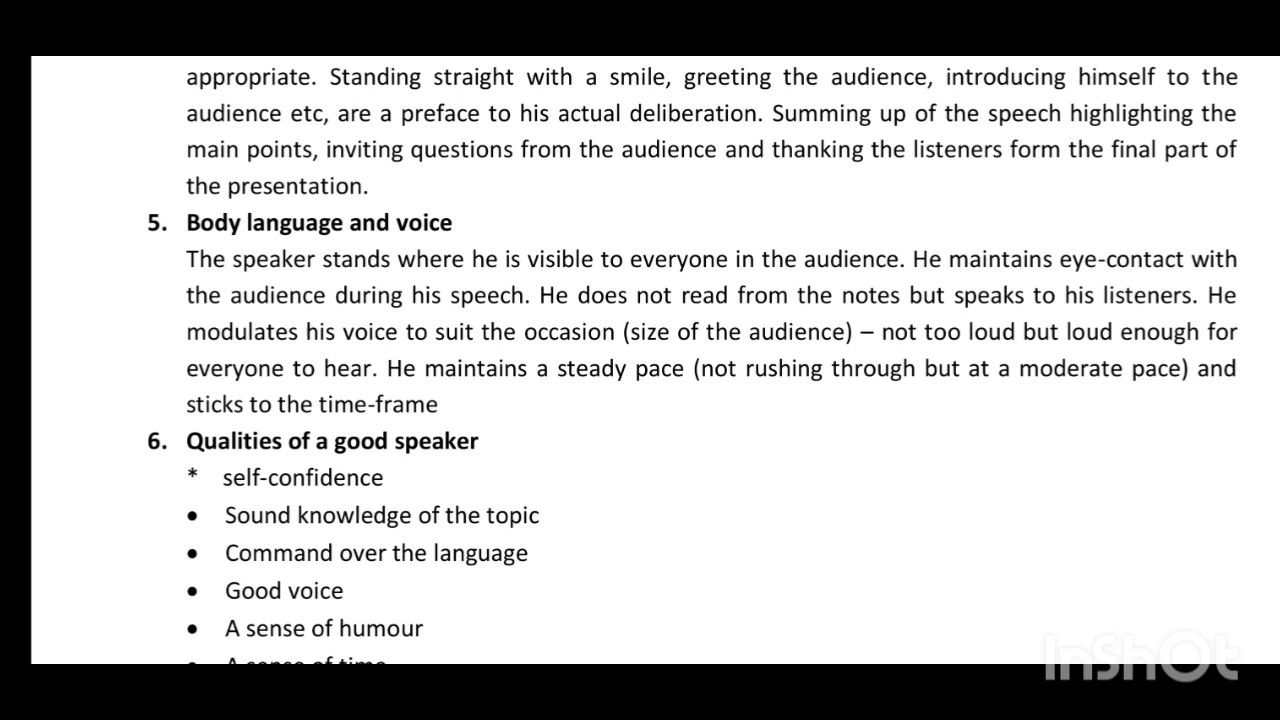 appropriate. Standing straight with a smile, greeting the audience, introducing himself to the
audience etc, are a preface to his actual deliberation. Summing up of the speech highlighting the
main points, inviting questions from the audience and thanking the listeners form the final part of
the presentation.
5. Body language and voice
The speaker stands where he is visible to everyone in the audience. He maintains eye-contact with
the audience during his speech. He does not read from the notes but speaks to his listeners. He
modulates his voice to suit the occasion (size of the audience) – not too loud but loud enough for
everyone to hear. He maintains a steady pace (not rushing through but at a moderate pace) and
sticks to the time-frame
6. Qualities of a good speaker
* self-confidence
• Sound knowledge of the topic
• Command over the language
• Good voice
• A sense of humour
• A sense of time
InShOt